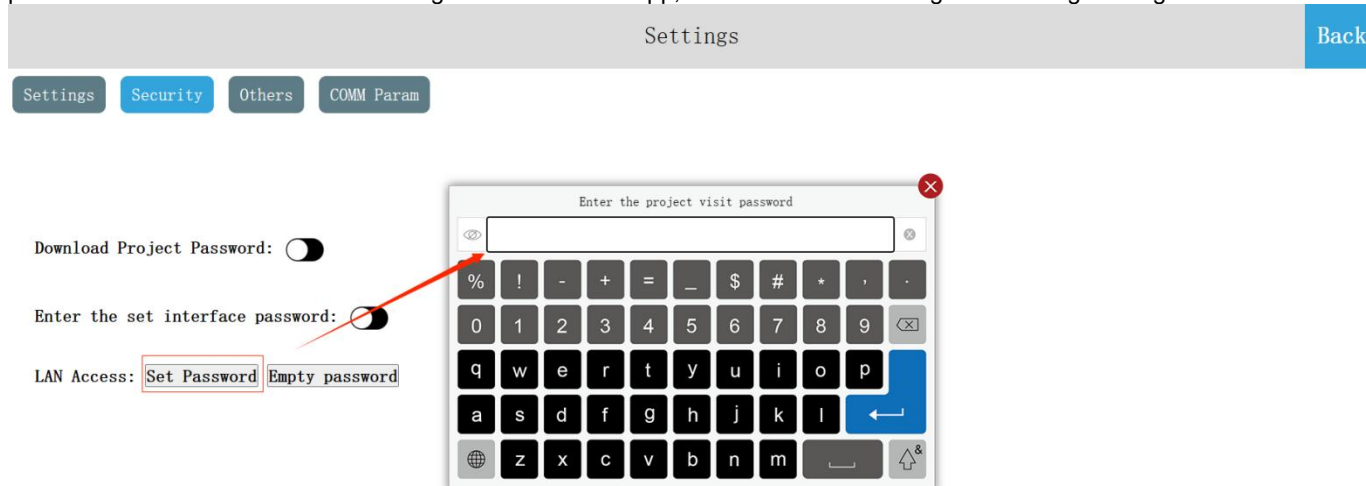 Settings
Back
Settings Security Others COMM Param
Enter the project visit password
Download Project Password:
Enter the set interface password:
LAN Access: Set Password Empty password
% ! - + = _ $ # * , .
0 1 2 3 4 5 6 7 8 9
q w e r t y u i o p
a s d f g h j k l
z x c v b n m &